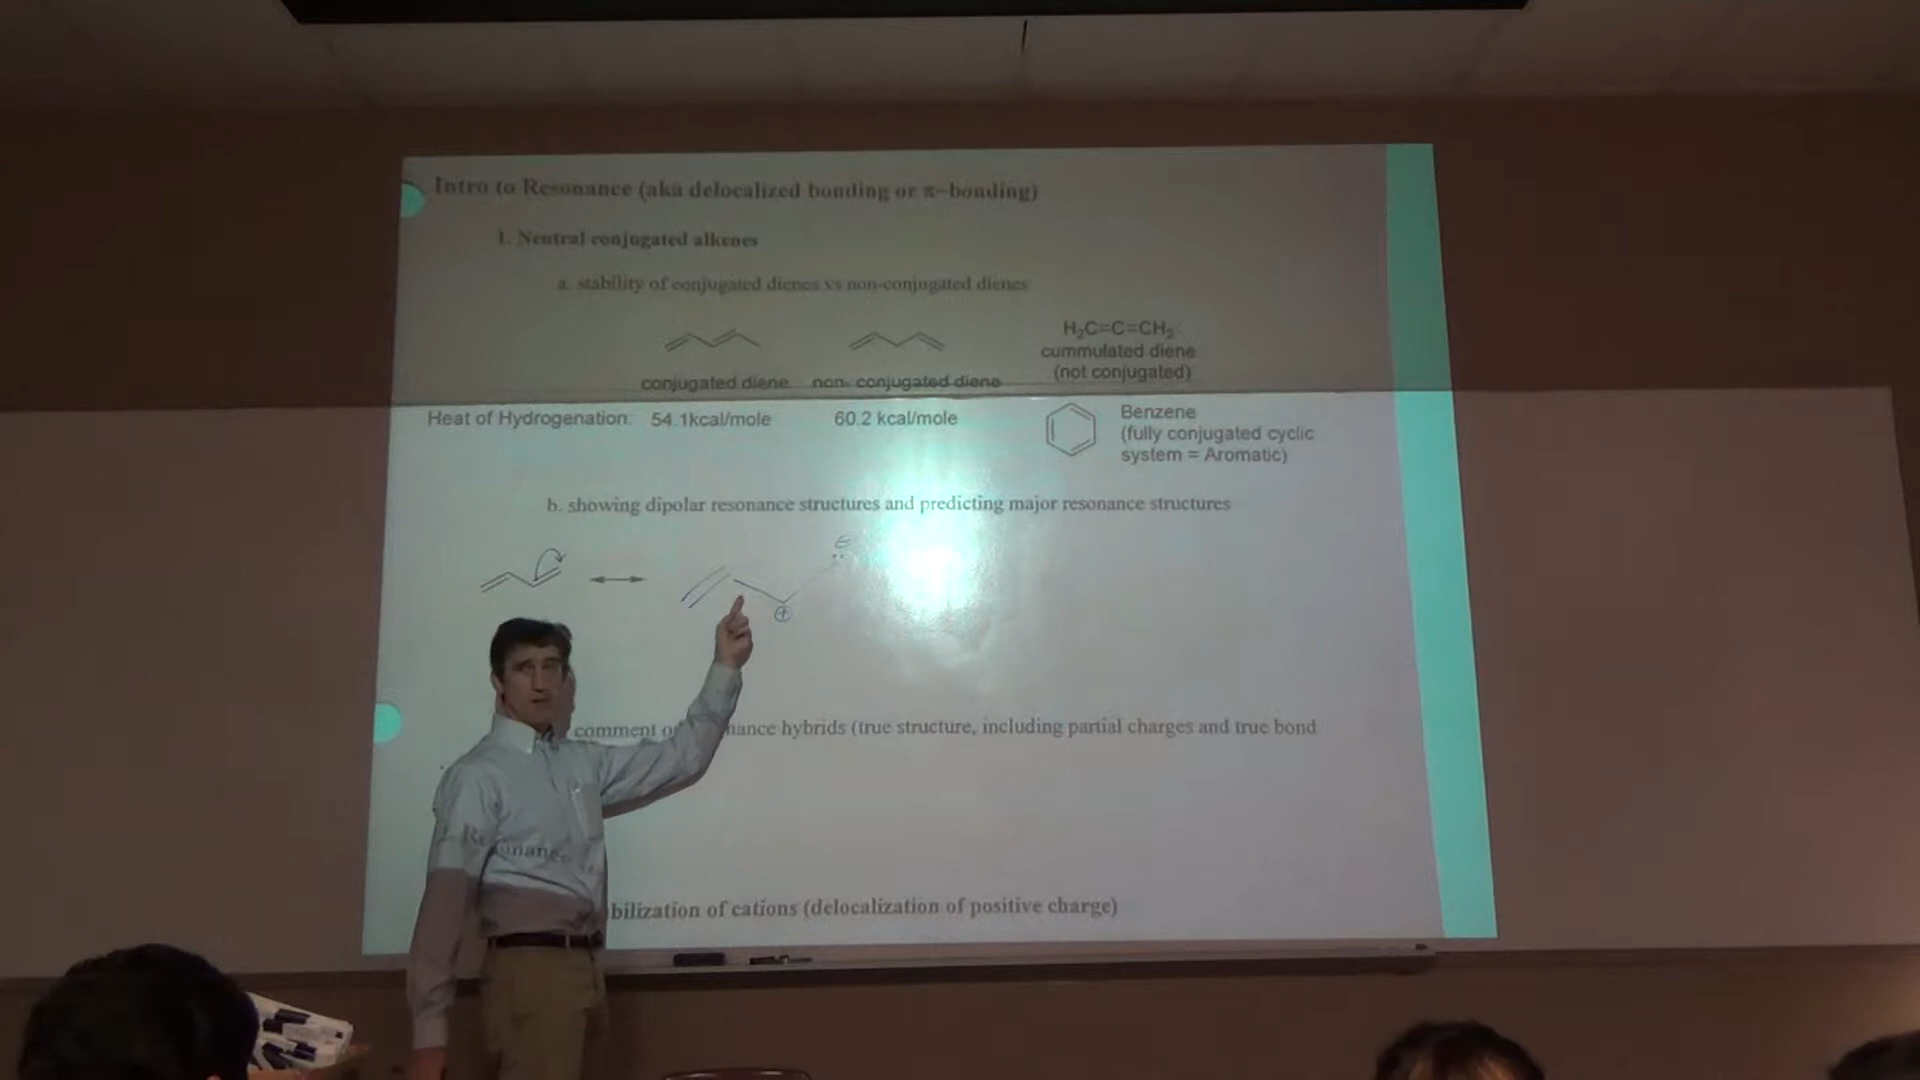 Intro to Resonance (aka delocalized bonding or π-bonding)
1. Neutral conjugated alkenes
a. stability of conjugated dienes vs non-conjugated dienes
H₂C=C=CH₂
cummulated diene
(not conjugated)
conjugated diene non- conjugated diene
Heat of Hydrogenation: 54.1kcal/mole 60.2 kcal/mole
Benzene
(fully conjugated cyclic
system = Aromatic)
b. showing dipolar resonance structures and predicting major resonance structures
⊖
⊕
comment o nance hybrids (true structure, including partial charges and true bond
2. Resonance
bilization of cations (delocalization of positive charge)